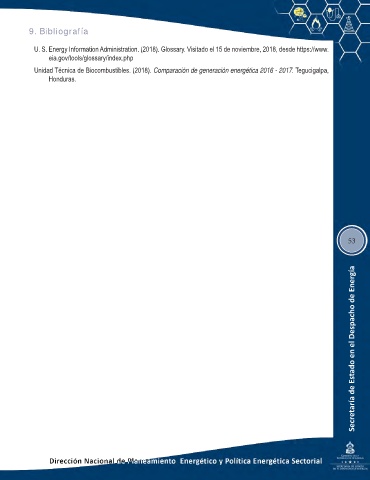 9. Bibliografía
U. S. Energy Information Administration. (2018). Glossary. Visitado el 15 de noviembre, 2018, desde https://www.
eia.gov/tools/glossary/index.php
Unidad Técnica de Biocombustibles. (2018). Comparación de generación energética 2016 - 2017. Tegucigalpa,
Honduras.
53
Secretaría de Estado en el Despacho de Energía
Dirección Nacional de Planeamiento Energético y Política Energética Sectorial